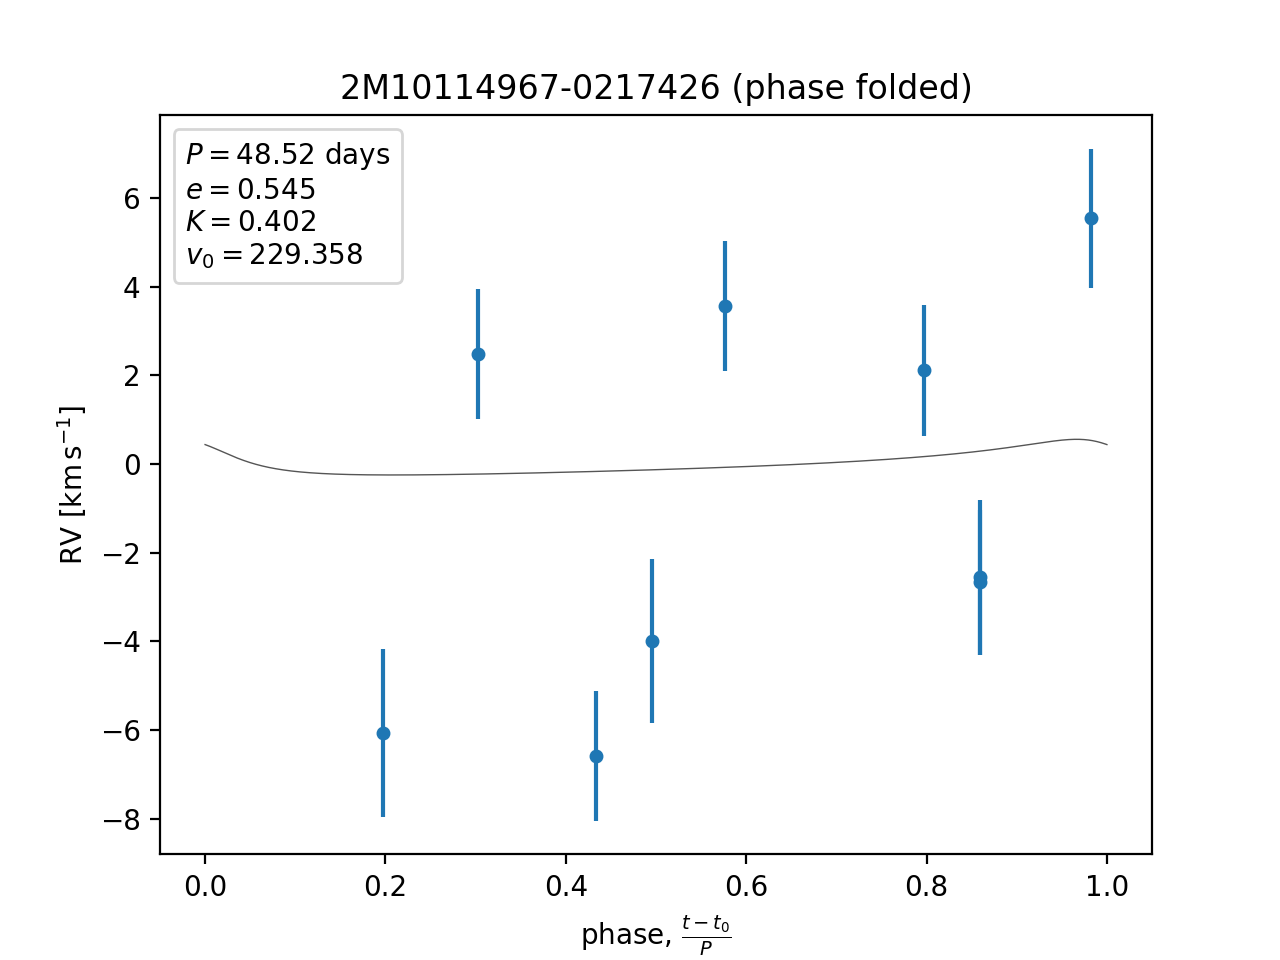 2M10114967-0217426 (phase folded)
P = 48.52 days
e = 0.545
K = 0.402
v₀ = 229.358
6
4
2
0
−2
−4
−6
−8
RV [km s⁻¹]
0.0 0.2 0.4 0.6 0.8 1.0
phase, (t − t₀)/P